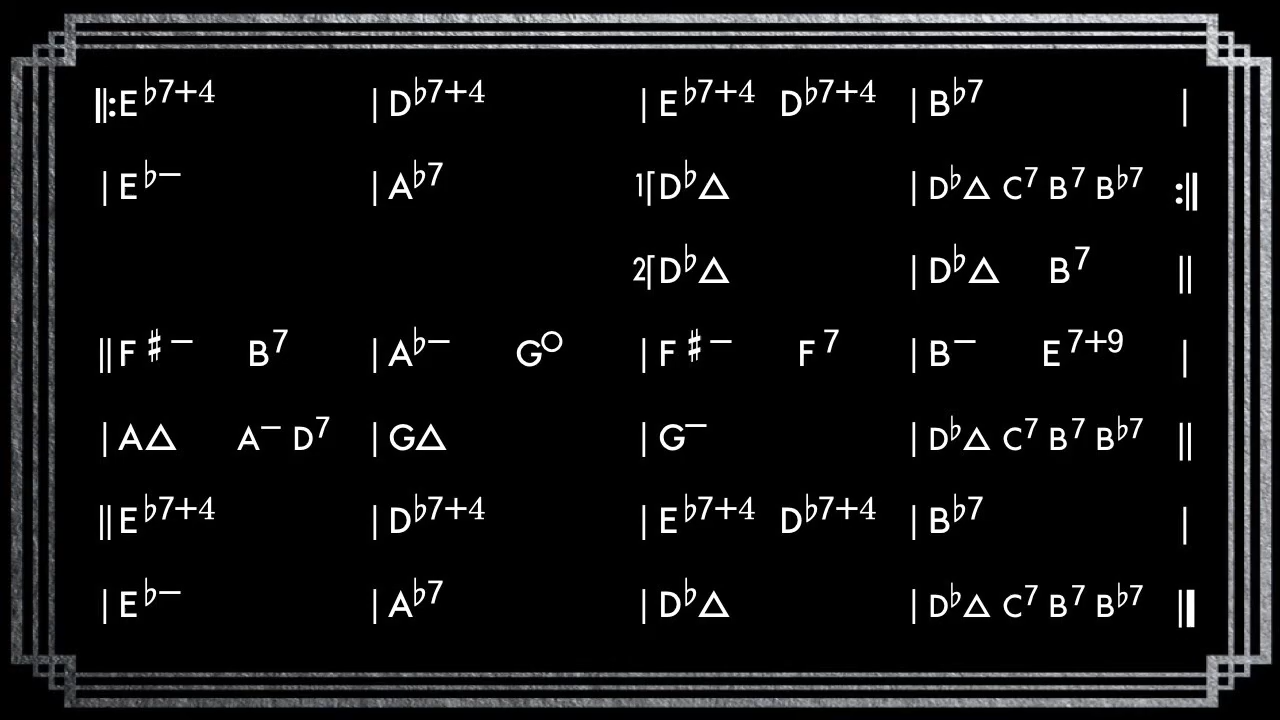 𝄆 E♭7+4 | D♭7+4 | E♭7+4 D♭7+4 | B♭7 |
| E♭– | A♭7 1⌈ D♭△ | D♭△ C7 B7 B♭7 𝄇
2⌈ D♭△ | D♭△ B7 ‖
‖ F♯– B7 | A♭– G○ | F♯– F7 | B– E7+9 |
| A△ A– D7 | G△ | G– | D♭△ C7 B7 B♭7 ‖
‖ E♭7+4 | D♭7+4 | E♭7+4 D♭7+4 | B♭7 |
| E♭– | A♭7 | D♭△ | D♭△ C7 B7 B♭7 𝄂